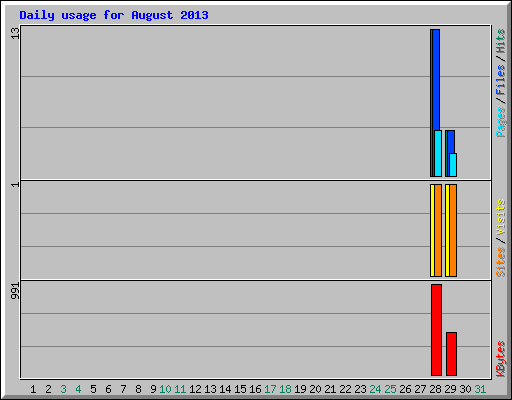 Daily usage for August 2013
13
1
991
Pages / Files / Hits
Sites / Visits
KBytes
1 2 3 4 5 6 7 8 9 10 11 12 13 14 15 16 17 18 19 20 21 22 23 24 25 26 27 28 29 30 31